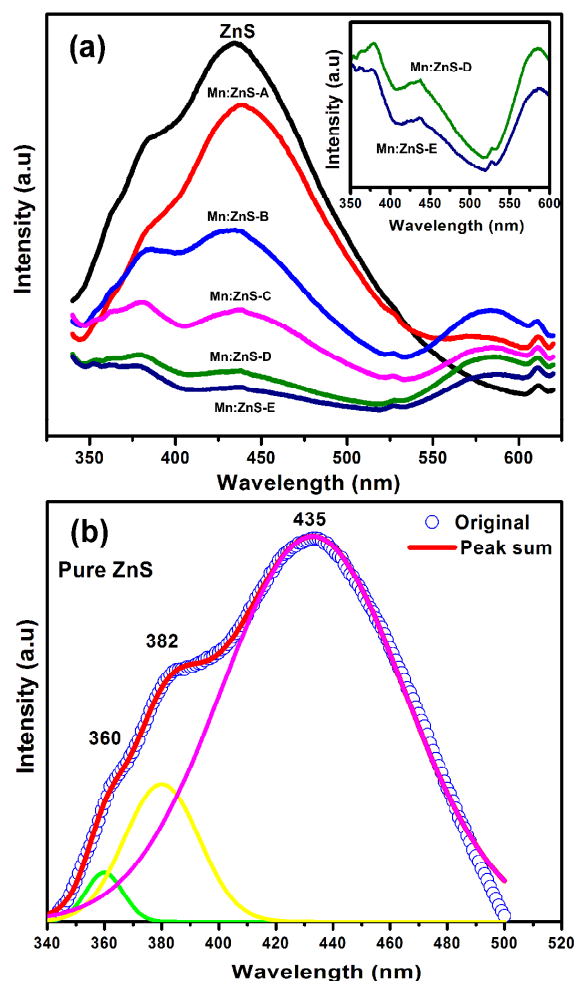 (a)
ZnS
Mn:ZnS-A
Mn:ZnS-B
Mn:ZnS-C
Mn:ZnS-D
Mn:ZnS-E
Intensity (a.u)
350 400 450 500 550 600
Wavelength (nm)
Mn:ZnS-D
Mn:ZnS-E
Intensity (a.u)
350 400 450 500 550 600
Wavelength (nm)
(b)
Pure ZnS
435
382
360
Original
Peak sum
Intensity (a.u)
340 360 380 400 420 440 460 480 500 520
Wavelength (nm)